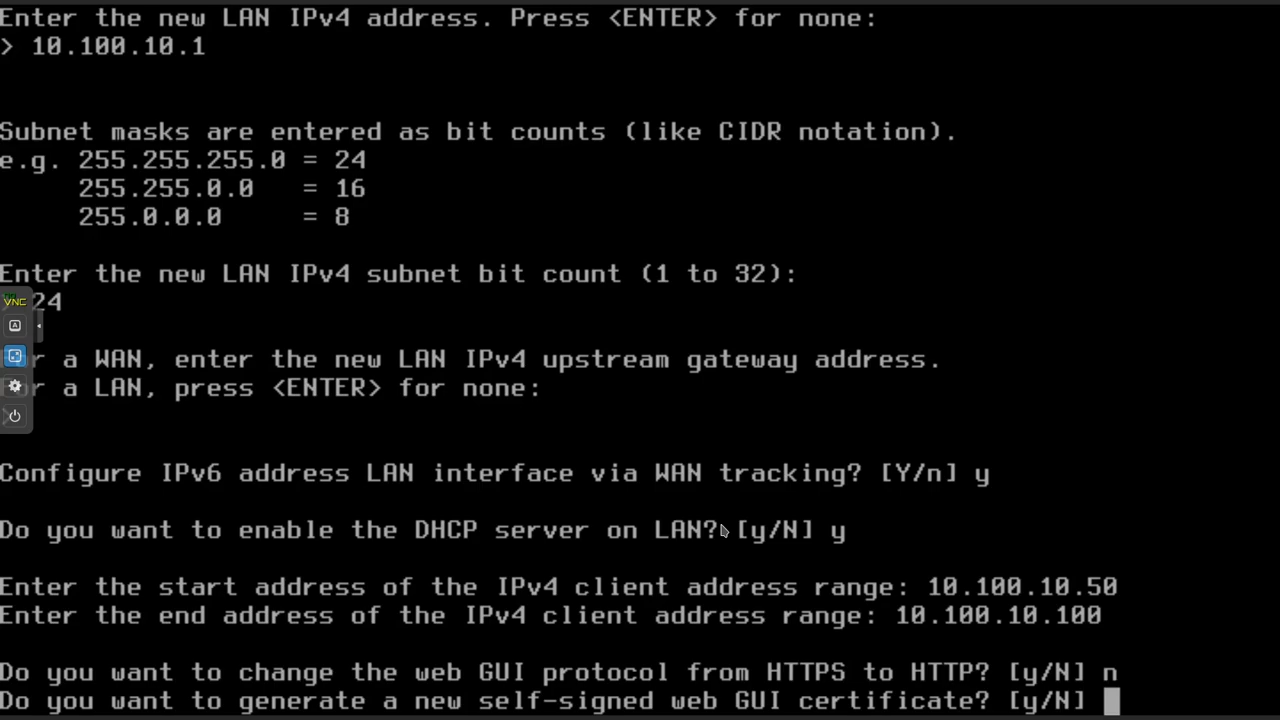 Enter the new LAN IPv4 address. Press <ENTER> for none:
> 10.100.10.1
Subnet masks are entered as bit counts (like CIDR notation).
e.g. 255.255.255.0 = 24
     255.255.0.0   = 16
     255.0.0.0     = 8
Enter the new LAN IPv4 subnet bit count (1 to 32):
24
VNC
A
r a WAN, enter the new LAN IPv4 upstream gateway address.
r a LAN, press <ENTER> for none:
Configure IPv6 address LAN interface via WAN tracking? [Y/n] y
Do you want to enable the DHCP server on LAN? [y/N] y
Enter the start address of the IPv4 client address range: 10.100.10.50
Enter the end address of the IPv4 client address range: 10.100.10.100
Do you want to change the web GUI protocol from HTTPS to HTTP? [y/N] n
Do you want to generate a new self-signed web GUI certificate? [y/N]